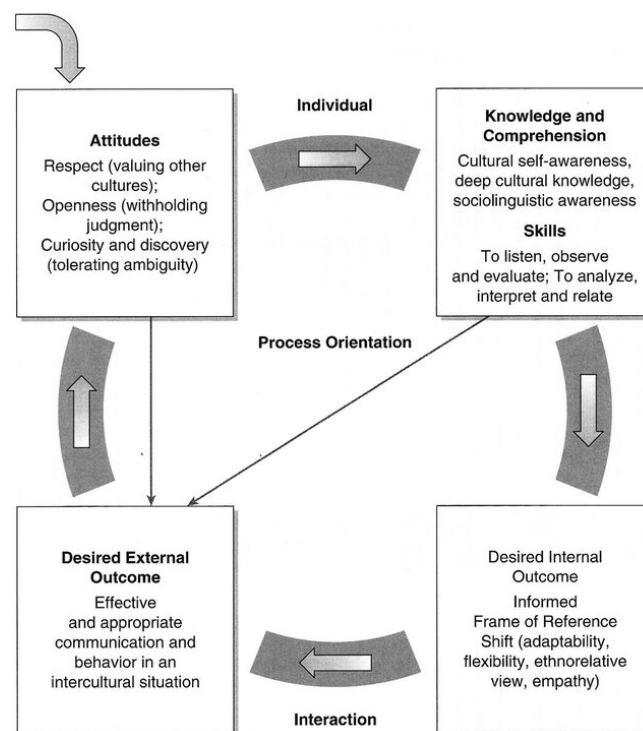 Individual
Attitudes
Respect (valuing other
cultures);
Openness (withholding
judgment);
Curiosity and discovery
(tolerating ambiguity)
Knowledge and
Comprehension
Cultural self-awareness,
deep cultural knowledge,
sociolinguistic awareness
Skills
To listen, observe
and evaluate; To analyze,
interpret and relate
Process Orientation
Desired External
Outcome
Effective
and appropriate
communication and
behavior in an
intercultural situation
Desired Internal
Outcome
Informed
Frame of Reference
Shift (adaptability,
flexibility, ethnorelative
view, empathy)
Interaction